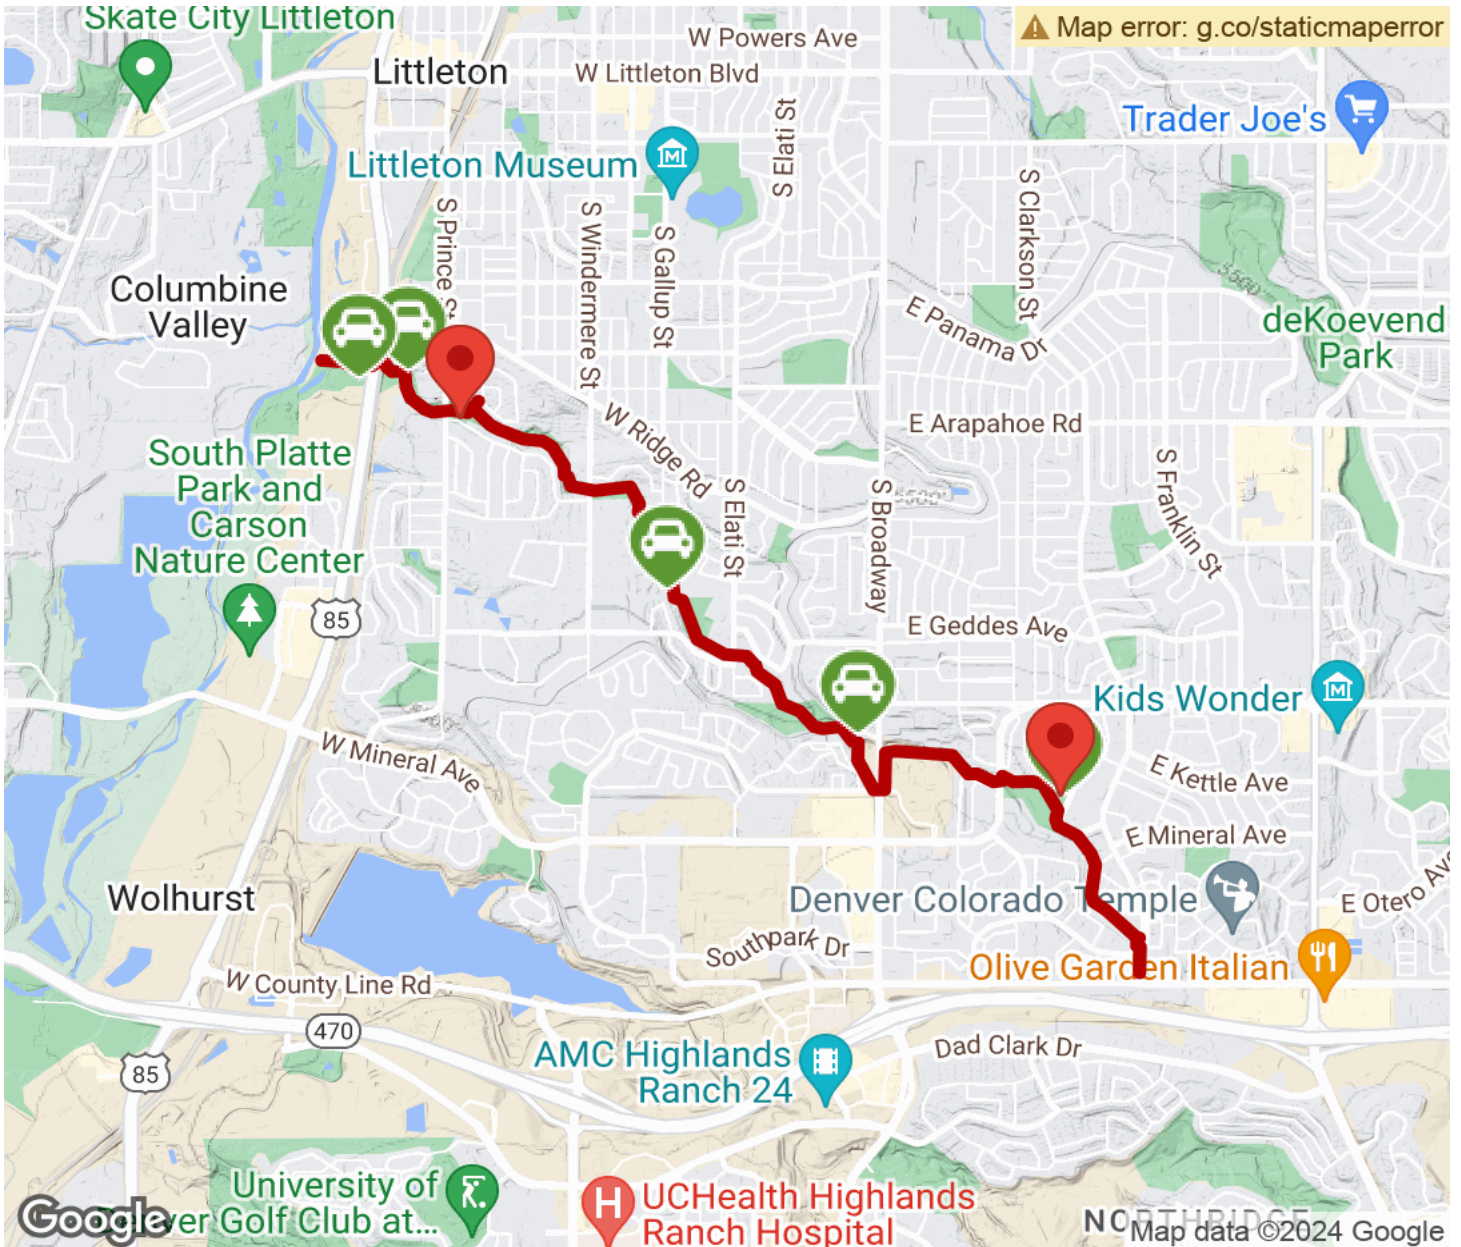 Skate City Littleton
W Powers Ave
Map error: g.co/staticmaperror
Littleton
W Littleton Blvd
Trader Joe's
Littleton Museum
S Elati St
S Prince St
S Windermere St
S Gallup St
S Clarkson St
5500
Columbine
Valley
E Panama Dr
deKoevend
Park
W Ridge Rd
E Arapahoe Rd
South Platte
Park and
Carson
Nature Center
S Elati St
S Broadway
5500'
S Franklin St
85
E Geddes Ave
Kids Wonder
W Mineral Ave
E Kettle Ave
E Mineral Ave
Wolhurst
Denver Colorado Temple
E Otero Ave
Southpark Dr
Olive Garden Italian
W County Line Rd
470
85
AMC Highlands
Ranch 24
Dad Clark Dr
University of
Denver Golf Club at...
H
UCHealth Highlands
Ranch Hospital
NORTHRIDGE
Google
Map data ©2024 Google